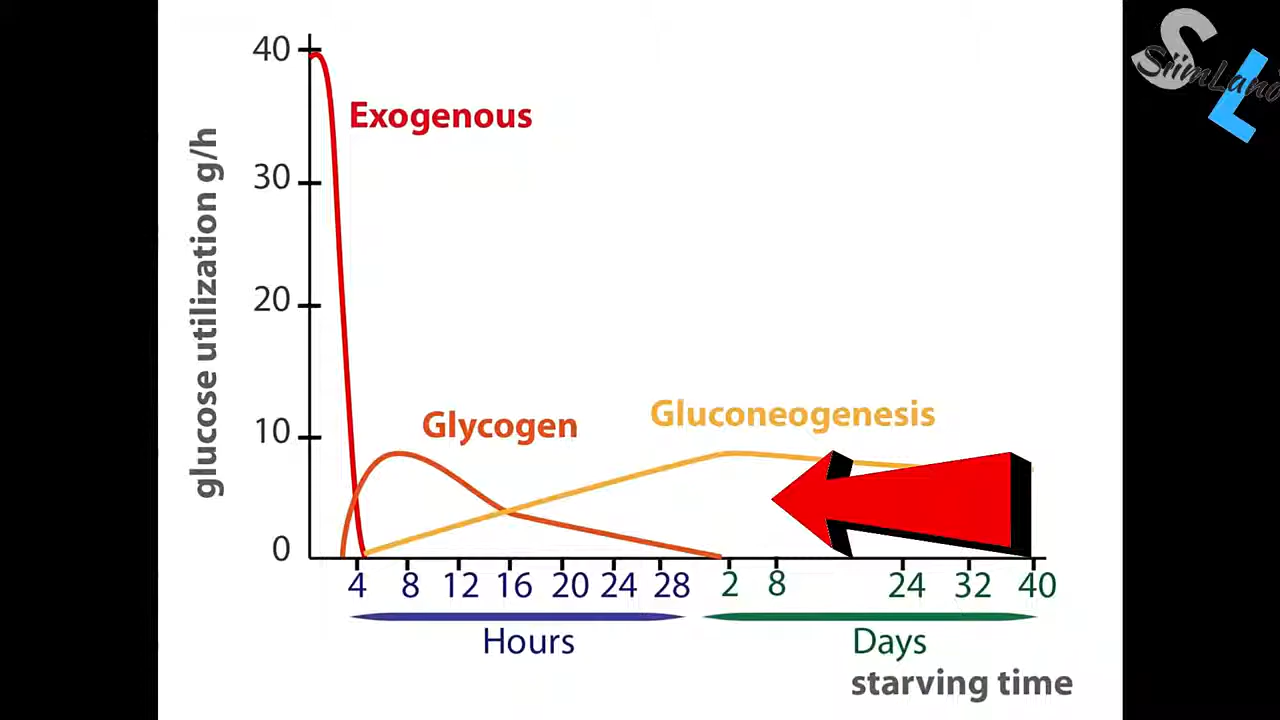 S
SiimLand
L
40
Exogenous
30
glucose utilization g/h
20
Glycogen
Gluconeogenesis
10
0
4 8 12 16 20 24 28 2 8 24 32 40
Hours
Days
starving time